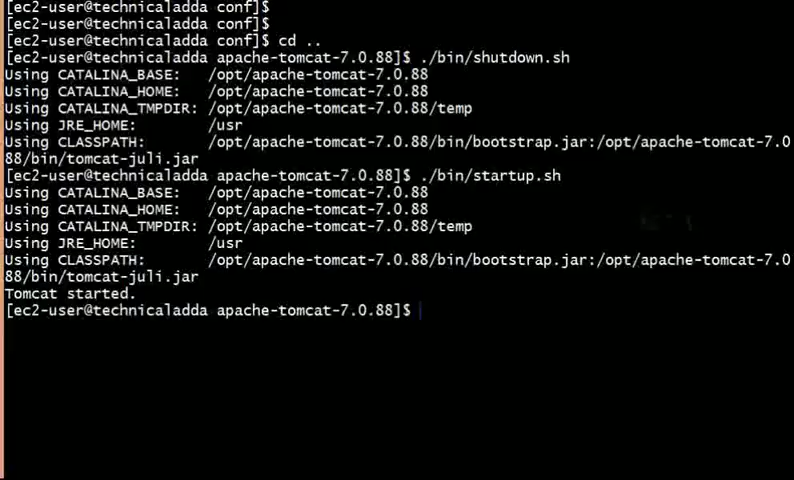 [ec2-user@technicaladda conf]$
[ec2-user@technicaladda conf]$
[ec2-user@technicaladda conf]$ cd ..
[ec2-user@technicaladda apache-tomcat-7.0.88]$ ./bin/shutdown.sh
Using CATALINA_BASE:   /opt/apache-tomcat-7.0.88
Using CATALINA_HOME:   /opt/apache-tomcat-7.0.88
Using CATALINA_TMPDIR: /opt/apache-tomcat-7.0.88/temp
Using JRE_HOME:        /usr
Using CLASSPATH:       /opt/apache-tomcat-7.0.88/bin/bootstrap.jar:/opt/apache-tomcat-7.0.
88/bin/tomcat-juli.jar
[ec2-user@technicaladda apache-tomcat-7.0.88]$ ./bin/startup.sh
Using CATALINA_BASE:   /opt/apache-tomcat-7.0.88
Using CATALINA_HOME:   /opt/apache-tomcat-7.0.88
Using CATALINA_TMPDIR: /opt/apache-tomcat-7.0.88/temp
Using JRE_HOME:        /usr
Using CLASSPATH:       /opt/apache-tomcat-7.0.88/bin/bootstrap.jar:/opt/apache-tomcat-7.0.
88/bin/tomcat-juli.jar
Tomcat started.
[ec2-user@technicaladda apache-tomcat-7.0.88]$